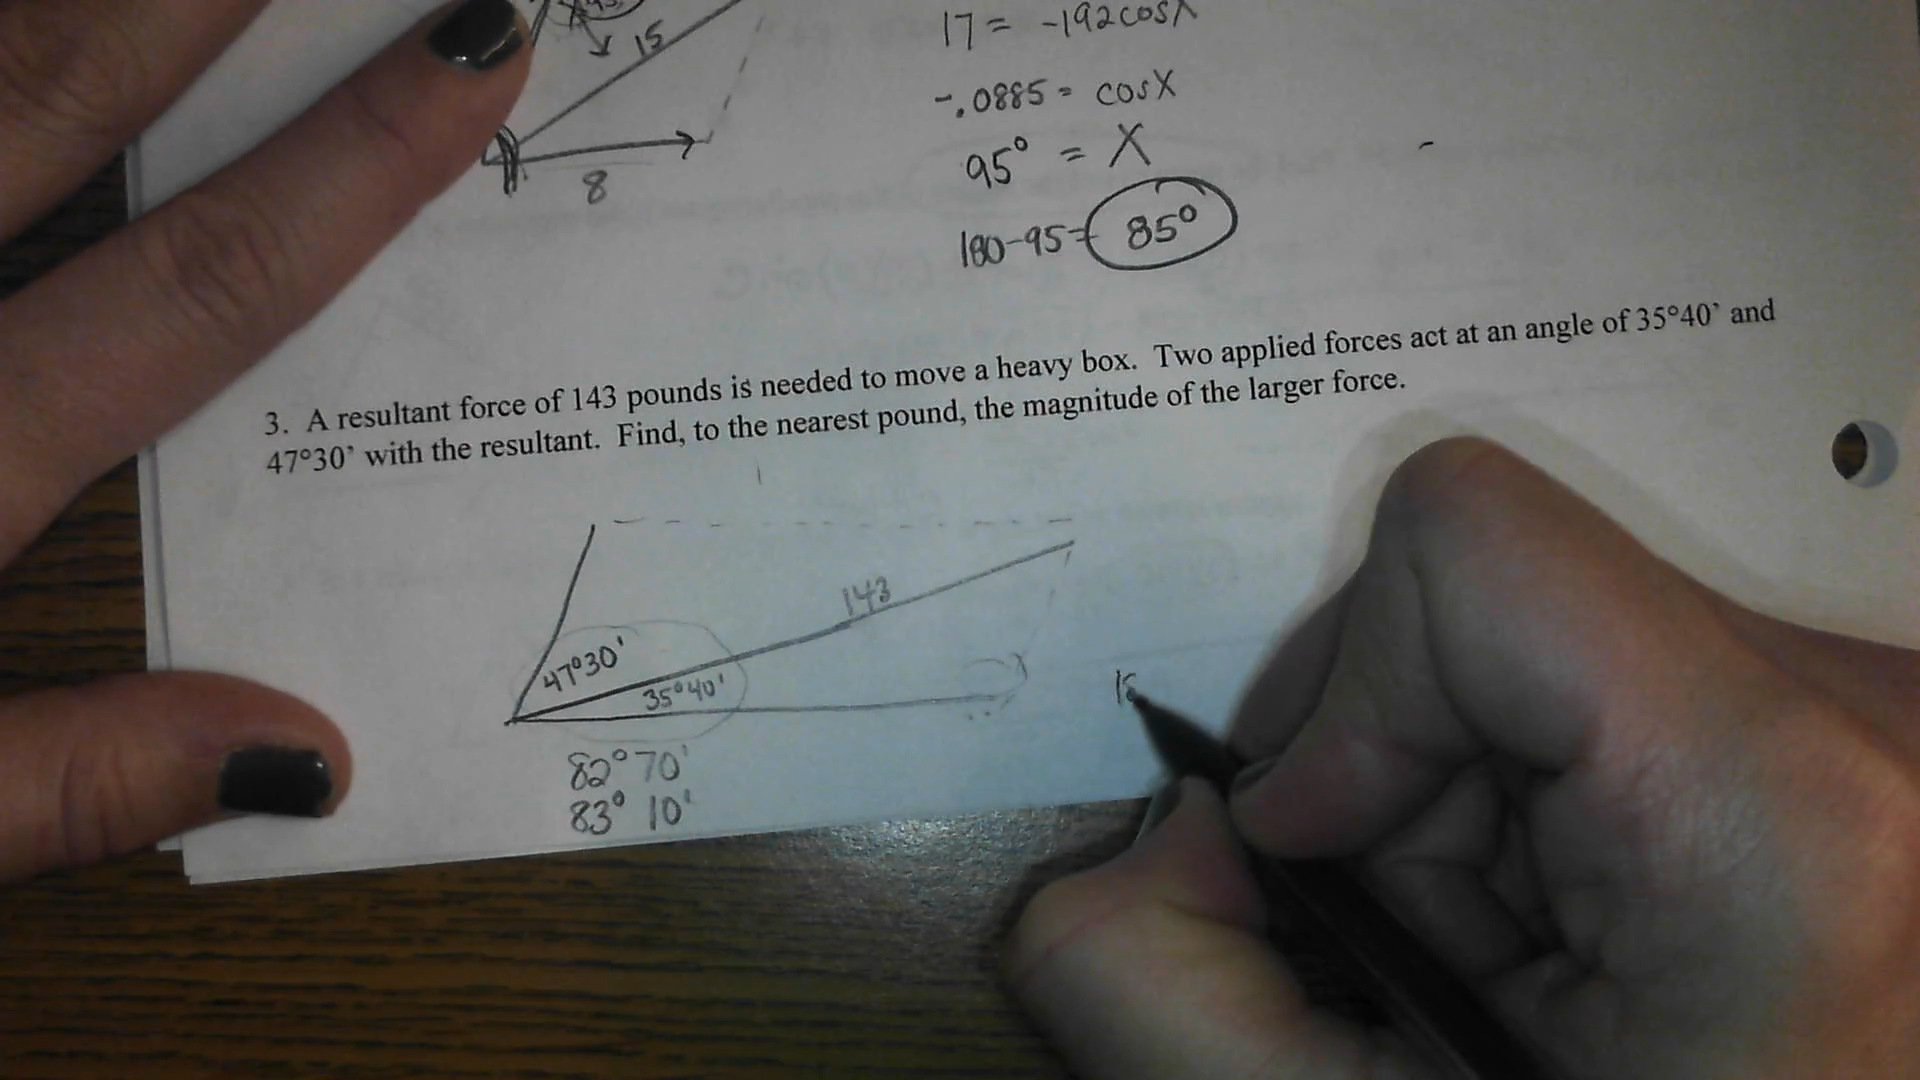 15
8
17 = -192cosX
-.0885 = cosX
95° = X
180-95= 85°
3. A resultant force of 143 pounds is needed to move a heavy box. Two applied forces act at an angle of 35°40’ and
47°30’ with the resultant. Find, to the nearest pound, the magnitude of the larger force.
143
47°30'
35°40'
82°70'
83° 10'